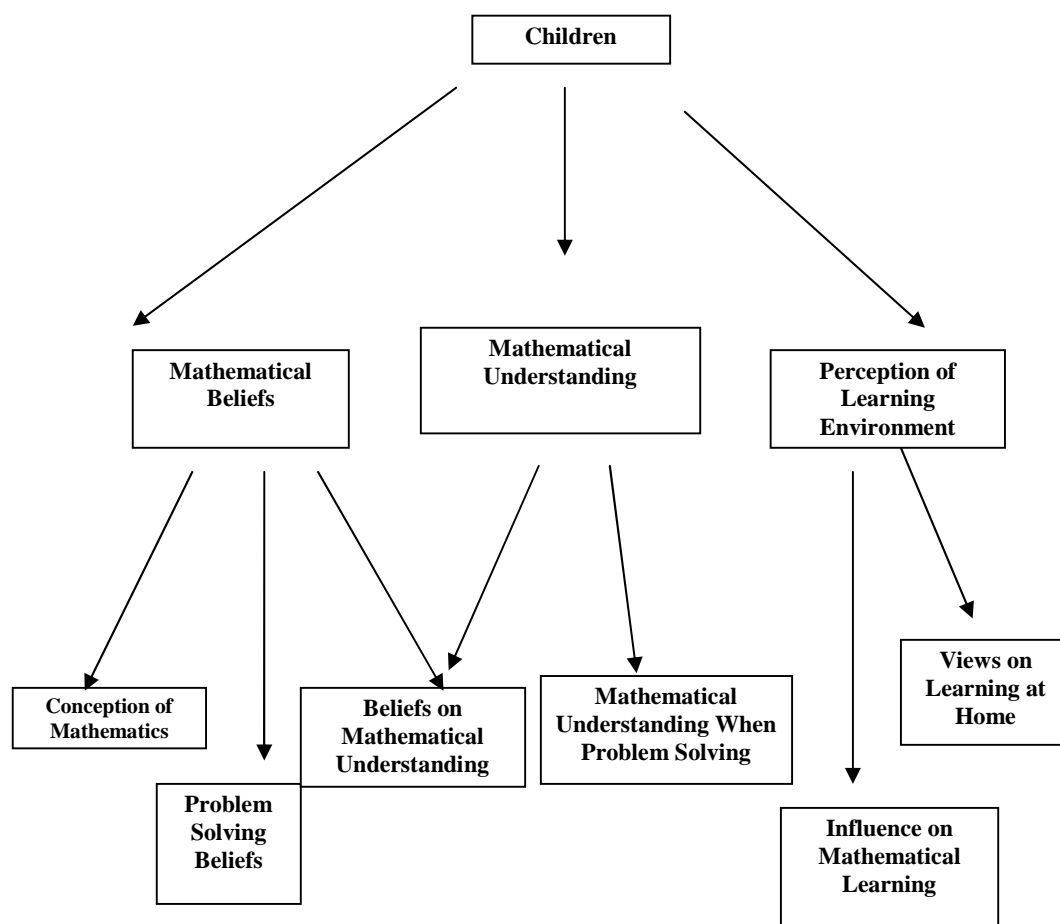 Children
Mathematical
Beliefs
Mathematical
Understanding
Perception of
Learning
Environment
Conception of
Mathematics
Problem
Solving
Beliefs
Beliefs on
Mathematical
Understanding
Mathematical
Understanding When
Problem Solving
Influence on
Mathematical
Learning
Views on
Learning at
Home